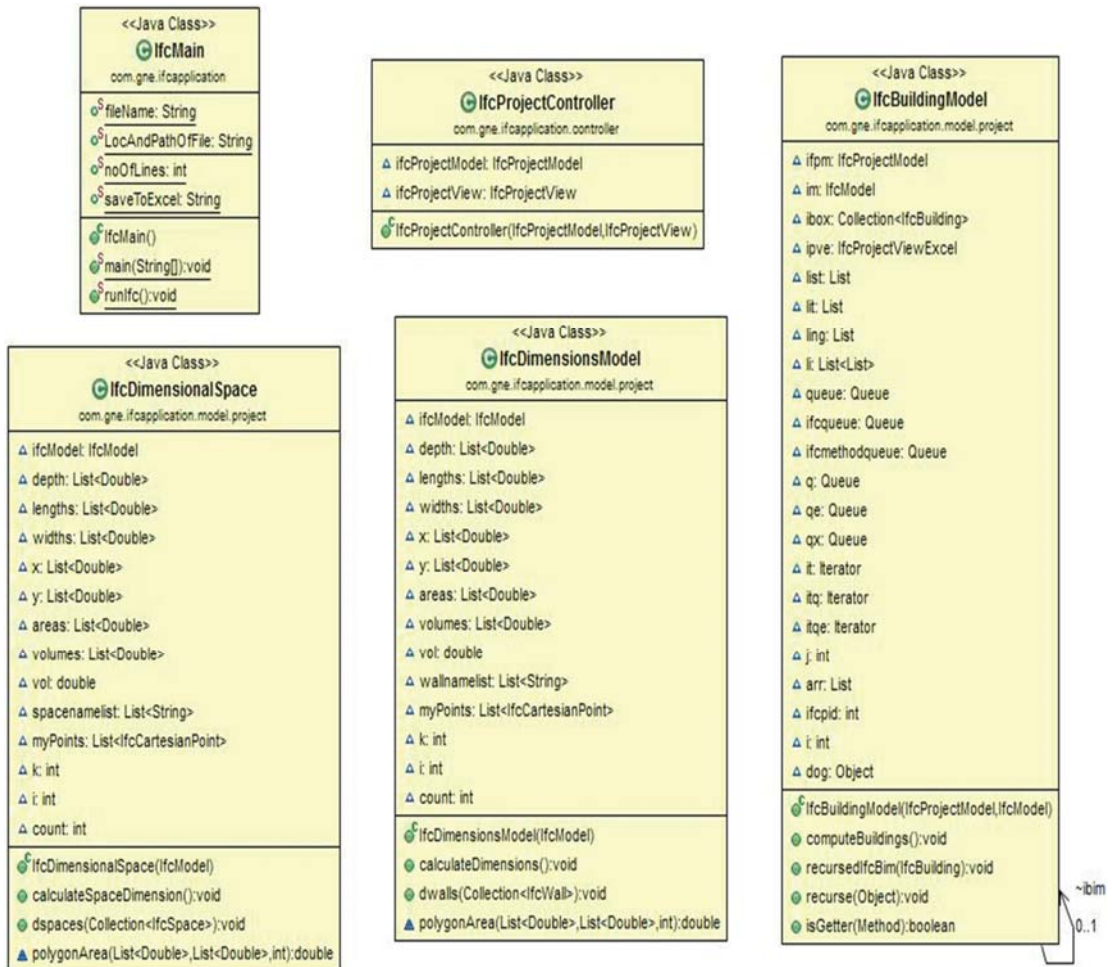 <<Java Class>>
IfcMain
com.gne.ifcapplication
fileName: String
LocAndPathOfFile: String
noOfLines: int
saveToExcel: String
IfcMain()
main(String[]):void
runIfc():void
<<Java Class>>
IfcProjectController
com.gne.ifcapplication.controller
ifcProjectModel: IfcProjectModel
ifcProjectView: IfcProjectView
IfcProjectController(IfcProjectModel,IfcProjectView)
<<Java Class>>
IfcBuildingModel
com.gne.ifcapplication.model.project
ifpm: IfcProjectModel
im: IfcModel
ibox: Collection<IfcBuilding>
ipve: IfcProjectViewExcel
list: List
lit: List
ling: List
li: List<List>
queue: Queue
ifcqueue: Queue
ifcmethodqueue: Queue
q: Queue
qe: Queue
qx: Queue
it: Iterator
itq: Iterator
itqe: Iterator
j: int
arr: List
ifcpid: int
i: int
dog: Object
IfcBuildingModel(IfcProjectModel,IfcModel)
computeBuildings():void
recursedIfcBim(IfcBuilding):void
recurse(Object):void
isGetter(Method):boolean
~ibim
0..1
<<Java Class>>
IfcDimensionalSpace
com.gne.ifcapplication.model.project
ifcModel: IfcModel
depth: List<Double>
lengths: List<Double>
widths: List<Double>
x: List<Double>
y: List<Double>
areas: List<Double>
volumes: List<Double>
vol: double
spacenamelist: List<String>
myPoints: List<IfcCartesianPoint>
k: int
i: int
count: int
IfcDimensionalSpace(IfcModel)
calculateSpaceDimension():void
dspaces(Collection<IfcSpace>):void
polygonArea(List<Double>,List<Double>,int):double
<<Java Class>>
IfcDimensionsModel
com.gne.ifcapplication.model.project
ifcModel: IfcModel
depth: List<Double>
lengths: List<Double>
widths: List<Double>
x: List<Double>
y: List<Double>
areas: List<Double>
volumes: List<Double>
vol: double
wallnamelist: List<String>
myPoints: List<IfcCartesianPoint>
k: int
i: int
count: int
IfcDimensionsModel(IfcModel)
calculateDimensions():void
dwalls(Collection<IfcWall>):void
polygonArea(List<Double>,List<Double>,int):double